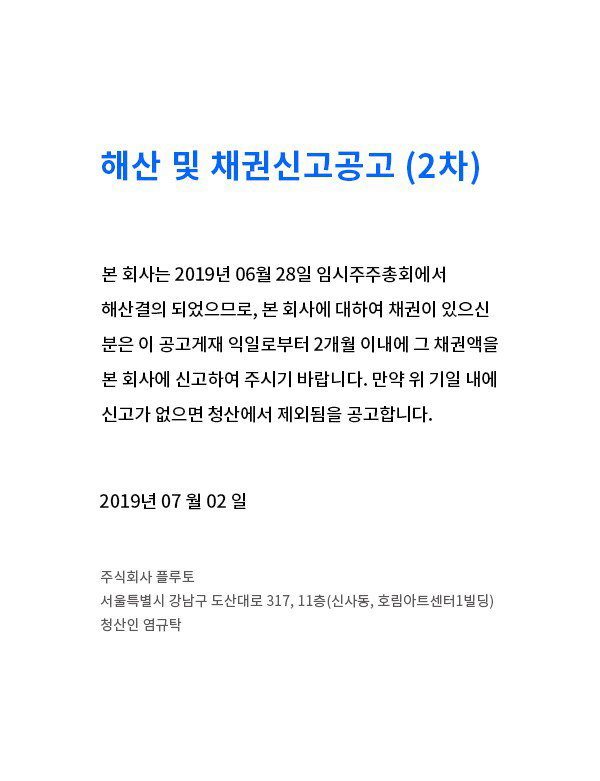 해산 및 채권신고공고 (2차)
본 회사는 2019년 06월 28일 임시주주총회에서
해산결의 되었으므로, 본 회사에 대하여 채권이 있으신
분은 이 공고게재 익일로부터 2개월 이내에 그 채권액을
본 회사에 신고하여 주시기 바랍니다. 만약 위 기일 내에
신고가 없으면 청산에서 제외됨을 공고합니다.
2019년 07 월 02 일
주식회사 플루토
서울특별시 강남구 도산대로 317, 11층(신사동, 호림아트센터1빌딩)
청산인 염규탁